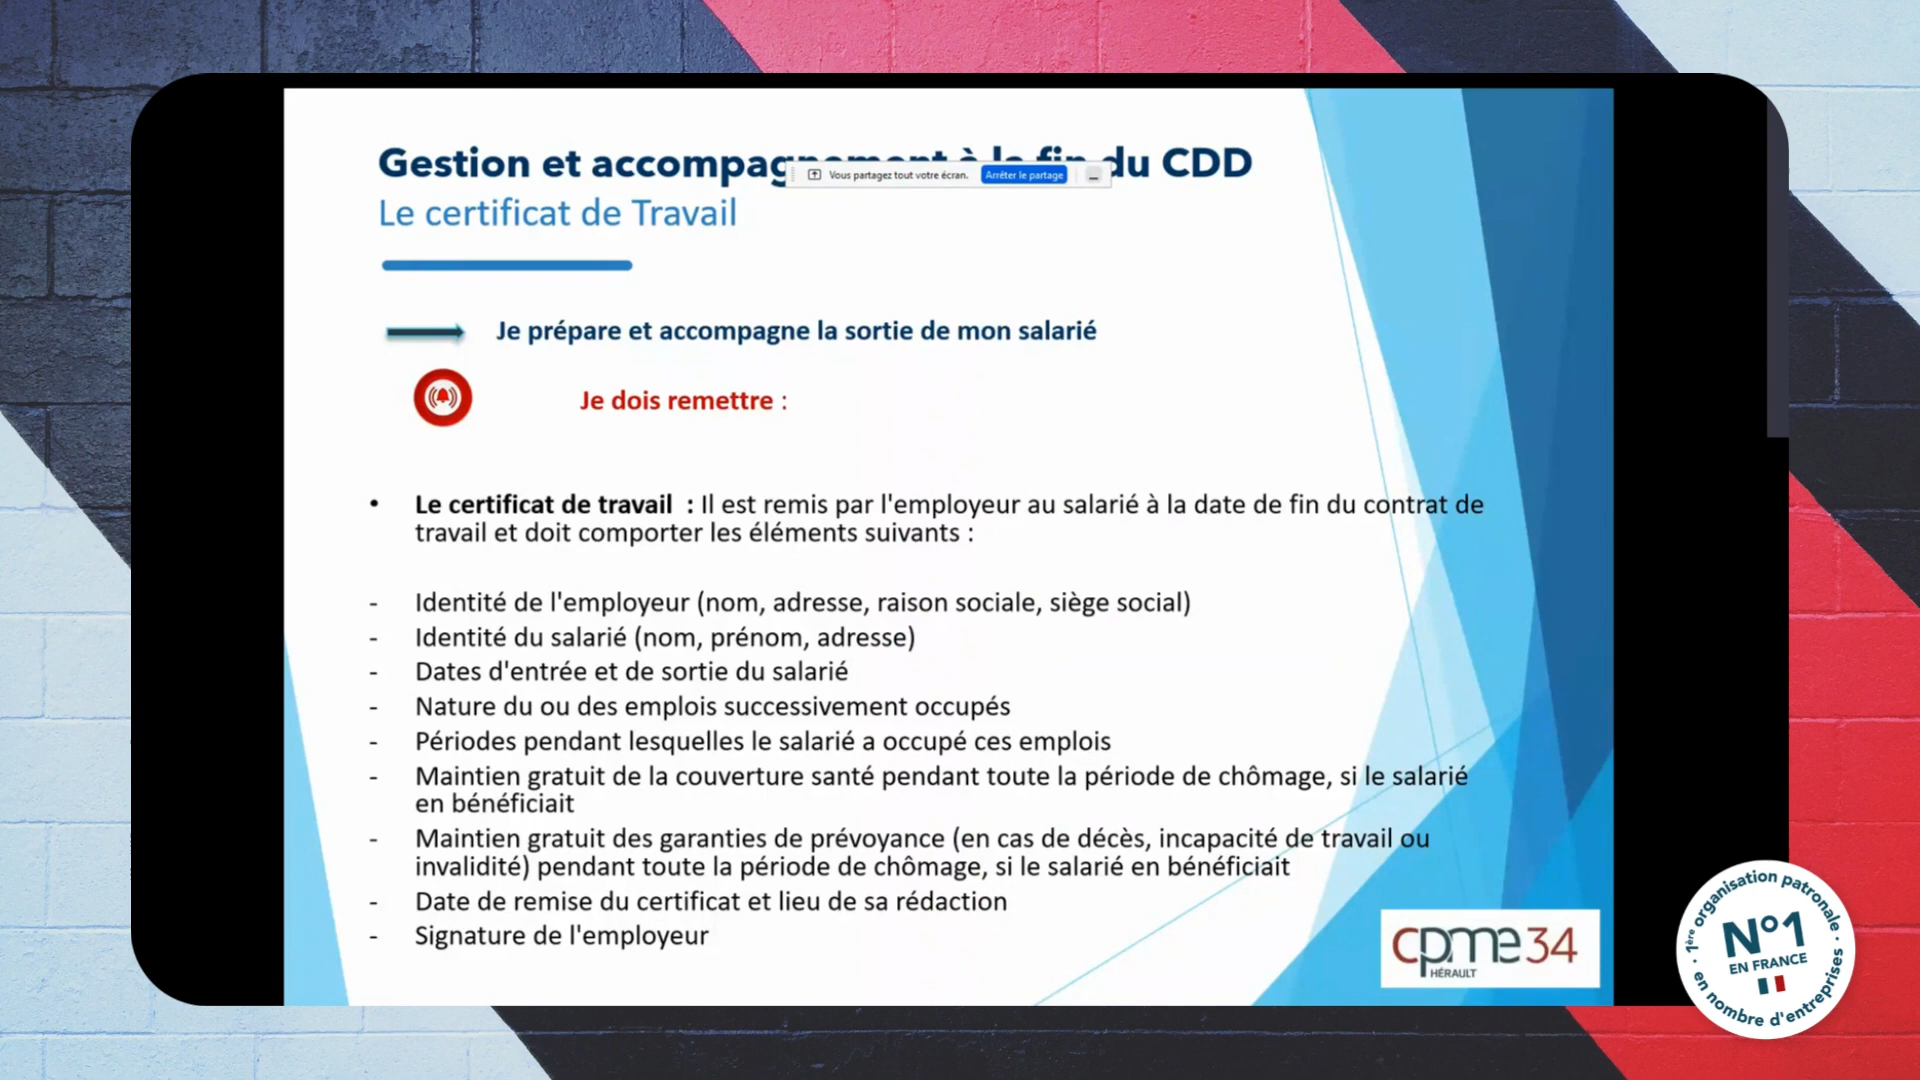 Gestion et accompagnement à la fin du CDD
Vous partagez tout votre écran. Arrêter le partage
Le certificat de Travail
Je prépare et accompagne la sortie de mon salarié
Je dois remettre :
• Le certificat de travail : Il est remis par l'employeur au salarié à la date de fin du contrat de
travail et doit comporter les éléments suivants :
- Identité de l'employeur (nom, adresse, raison sociale, siège social)
- Identité du salarié (nom, prénom, adresse)
- Dates d'entrée et de sortie du salarié
- Nature du ou des emplois successivement occupés
- Périodes pendant lesquelles le salarié a occupé ces emplois
- Maintien gratuit de la couverture santé pendant toute la période de chômage, si le salarié
en bénéficiait
- Maintien gratuit des garanties de prévoyance (en cas de décès, incapacité de travail ou
invalidité) pendant toute la période de chômage, si le salarié en bénéficiait
- Date de remise du certificat et lieu de sa rédaction
- Signature de l'employeur
cpme34
HÉRAULT
1ère organisation patronale
N°1
EN FRANCE
en nombre d'entreprises